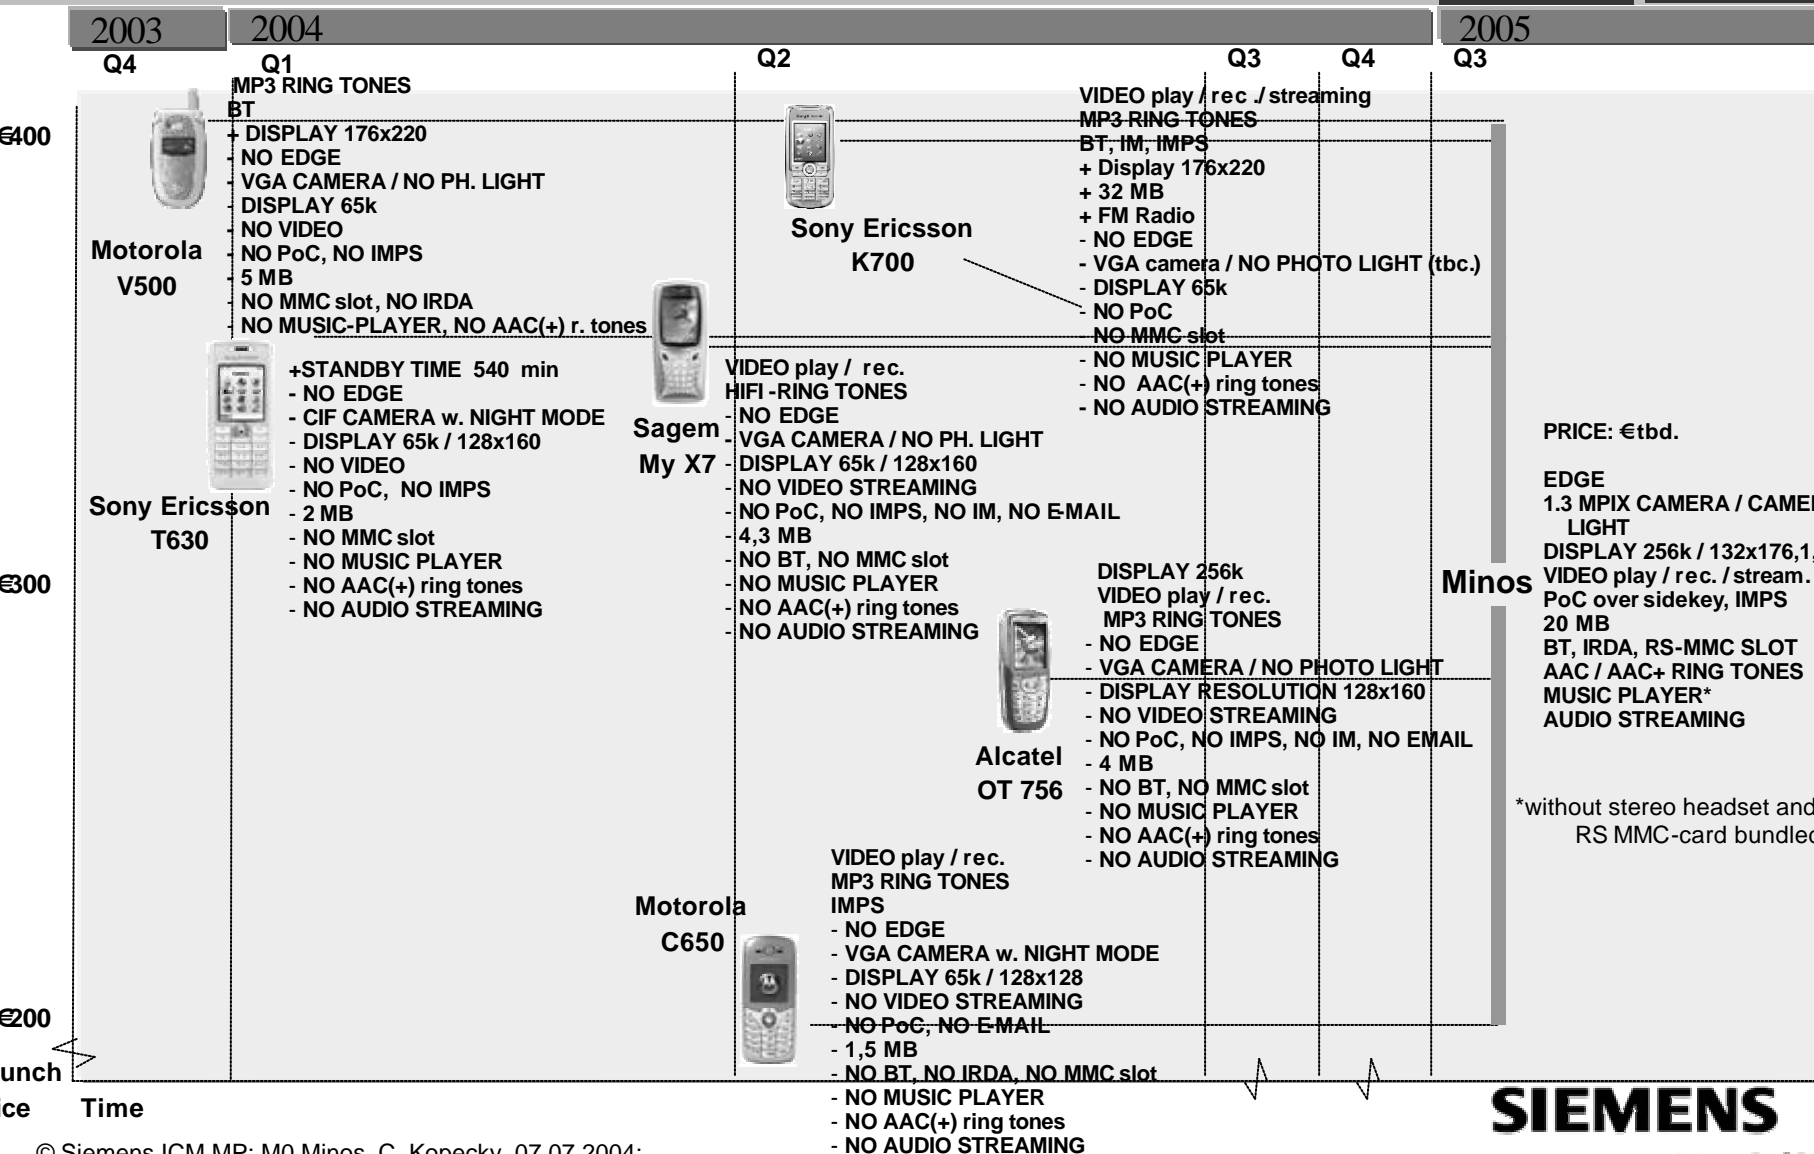 2003
2004
2005
Q4
Q1
Q2
Q3
Q4
Q3
€400
€300
€200
MP3 RING TONES
BT
+ DISPLAY 176x220
- NO EDGE
- VGA CAMERA / NO PH. LIGHT
- DISPLAY 65k
- NO VIDEO
- NO PoC, NO IMPS
- 5 MB
- NO MMC slot, NO IRDA
- NO MUSIC-PLAYER, NO AAC(+) r. tones
Motorola
V500
+STANDBY TIME 540 min
- NO EDGE
- CIF CAMERA w. NIGHT MODE
- DISPLAY 65k / 128x160
- NO VIDEO
- NO PoC, NO IMPS
- 2 MB
- NO MMC slot
- NO MUSIC PLAYER
- NO AAC(+) ring tones
- NO AUDIO STREAMING
Sony Ericsson
T630
Sagem
My X7
VIDEO play / rec.
HIFI -RING TONES
- NO EDGE
- VGA CAMERA / NO PH. LIGHT
- DISPLAY 65k / 128x160
- NO VIDEO STREAMING
- NO PoC, NO IMPS, NO IM, NO E-MAIL
- 4,3 MB
- NO BT, NO MMC slot
- NO MUSIC PLAYER
- NO AAC(+) ring tones
- NO AUDIO STREAMING
Sony Ericsson
K700
VIDEO play / rec ./ streaming
MP3 RING TONES
BT, IM, IMPS
+ Display 176x220
+ 32 MB
+ FM Radio
- NO EDGE
- VGA camera / NO PHOTO LIGHT (tbc.)
- DISPLAY 65k
- NO PoC
- NO MMC slot
- NO MUSIC PLAYER
- NO AAC(+) ring tones
- NO AUDIO STREAMING
Alcatel
OT 756
DISPLAY 256k
VIDEO play / rec.
MP3 RING TONES
- NO EDGE
- VGA CAMERA / NO PHOTO LIGHT
- DISPLAY RESOLUTION 128x160
- NO VIDEO STREAMING
- NO PoC, NO IMPS, NO IM, NO EMAIL
- 4 MB
- NO BT, NO MMC slot
- NO MUSIC PLAYER
- NO AAC(+) ring tones
- NO AUDIO STREAMING
Motorola
C650
VIDEO play / rec.
MP3 RING TONES
IMPS
- NO EDGE
- VGA CAMERA w. NIGHT MODE
- DISPLAY 65k / 128x128
- NO VIDEO STREAMING
- NO PoC, NO E-MAIL
- 1,5 MB
- NO BT, NO IRDA, NO MMC slot
- NO MUSIC PLAYER
- NO AAC(+) ring tones
- NO AUDIO STREAMING
Minos
PRICE: €tbd.
EDGE
1.3 MPIX CAMERA / CAME
LIGHT
DISPLAY 256k / 132x176,1,
VIDEO play / rec. / stream.
PoC over sidekey, IMPS
20 MB
BT, IRDA, RS-MMC SLOT
AAC / AAC+ RING TONES
MUSIC PLAYER*
AUDIO STREAMING
*without stereo headset and
RS MMC-card bundled
unch
ice
Time
SIEMENS
© Siemens ICM MP; M0 Minos, C. Kopecky, 07.07.2004;